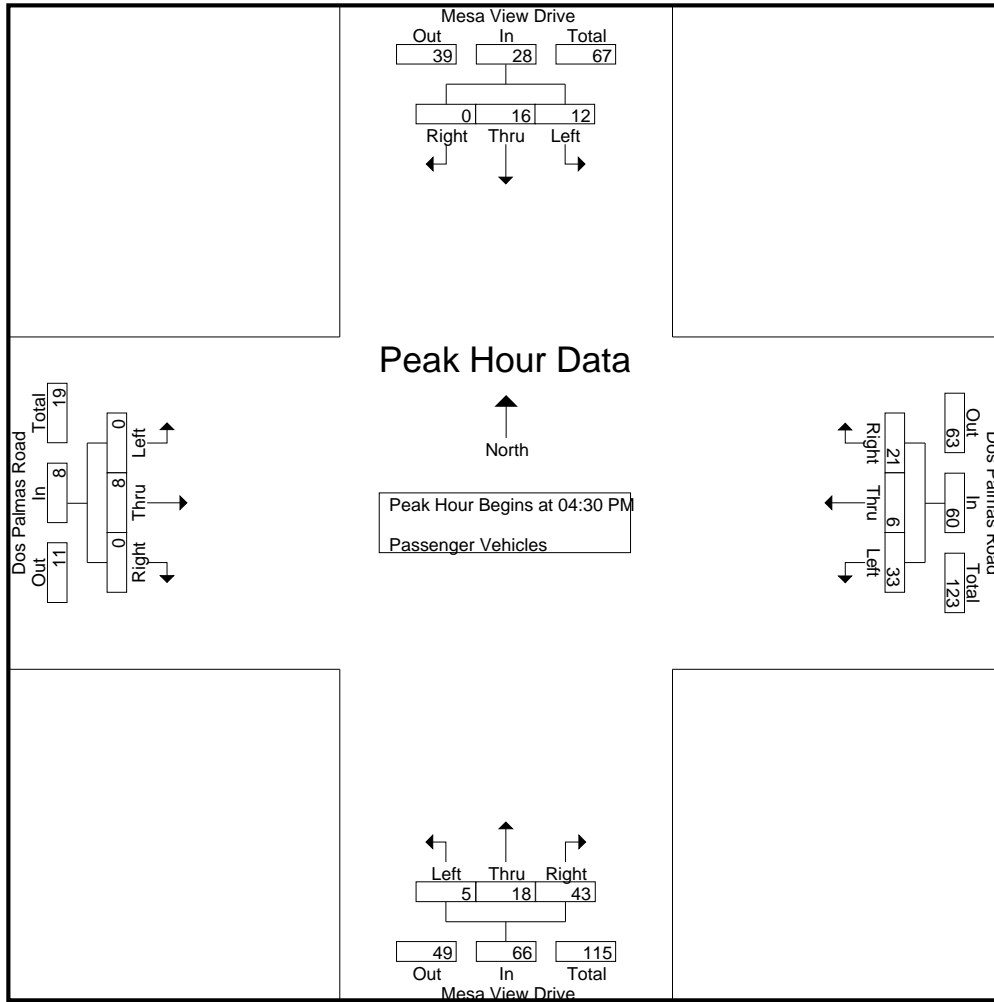 Mesa View Drive
Out In Total
39 28 67
0 16 12
Right Thru Left
Peak Hour Data
North
Peak Hour Begins at 04:30 PM
Passenger Vehicles
Dos Palmas Road
Out In Total
11 8 19
0 8 0
Left Thru Right
Dos Palmas Road
Out In Total
63 60 123
21 6 33
Right Thru Left
Left Thru Right
5 18 43
49 66 115
Out In Total
Mesa View Drive